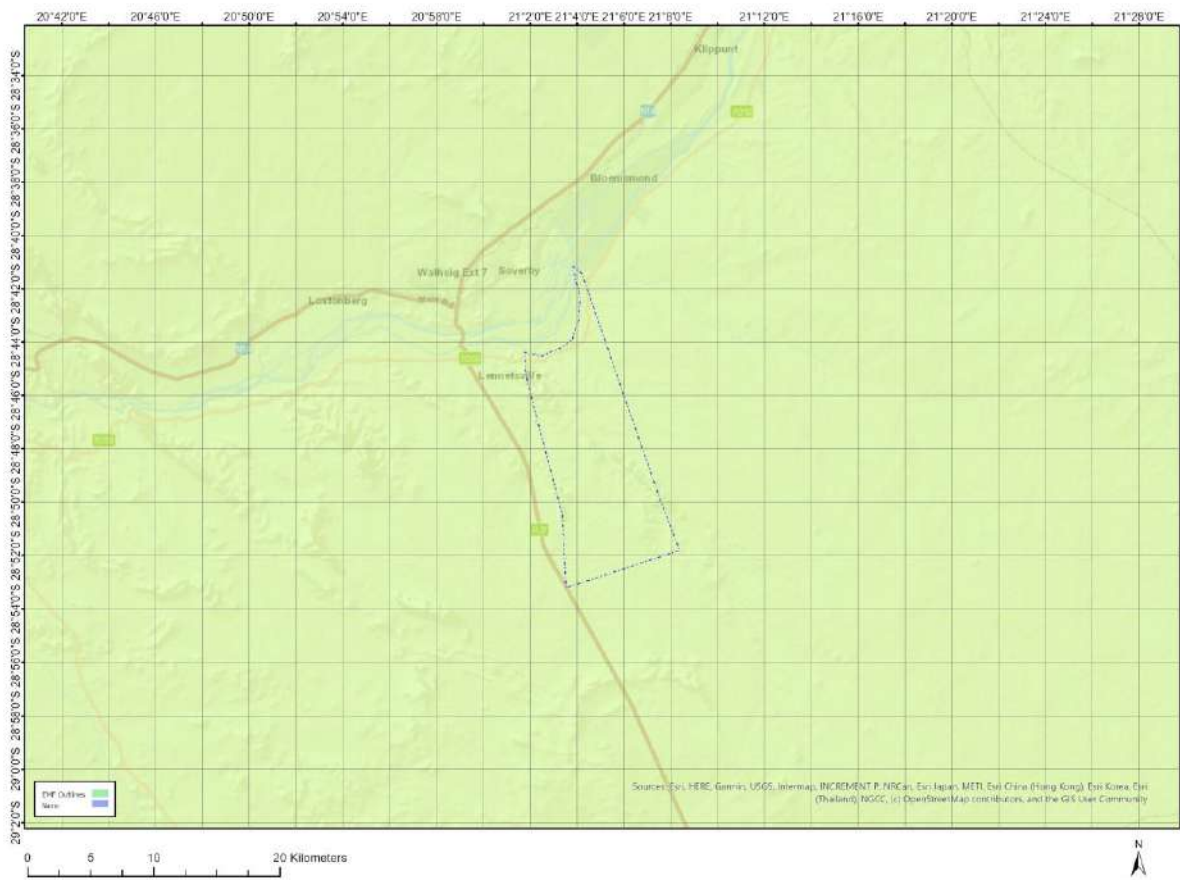 20°42'0"E 20°46'0"E 20°50'0"E 20°54'0"E 20°58'0"E 21°2'0"E 21°4'0"E 21°6'0"E 21°8'0"E 21°12'0"E 21°16'0"E 21°20'0"E 21°24'0"E 21°28'0"E
28°34'0"S
28°36'0"S
28°38'0"S
28°40'0"S
28°42'0"S
28°44'0"S
28°46'0"S
28°48'0"S
28°50'0"S
28°52'0"S
28°54'0"S
28°56'0"S
28°58'0"S
29°0'0"S
29°2'0"S
Klippunt
Bloemsmond
Soverby
Ext 7
EMF Outlines
Sources: Esri, HERE, Garmin, USGS, Intermap, INCREMENT P, NRCan, Esri Japan, METI, Esri China (Hong Kong), Esri Korea, Esri
(Thailand), NGCC, (c) OpenStreetMap contributors, and the GIS User Community
0 5 10 20 Kilometers
N